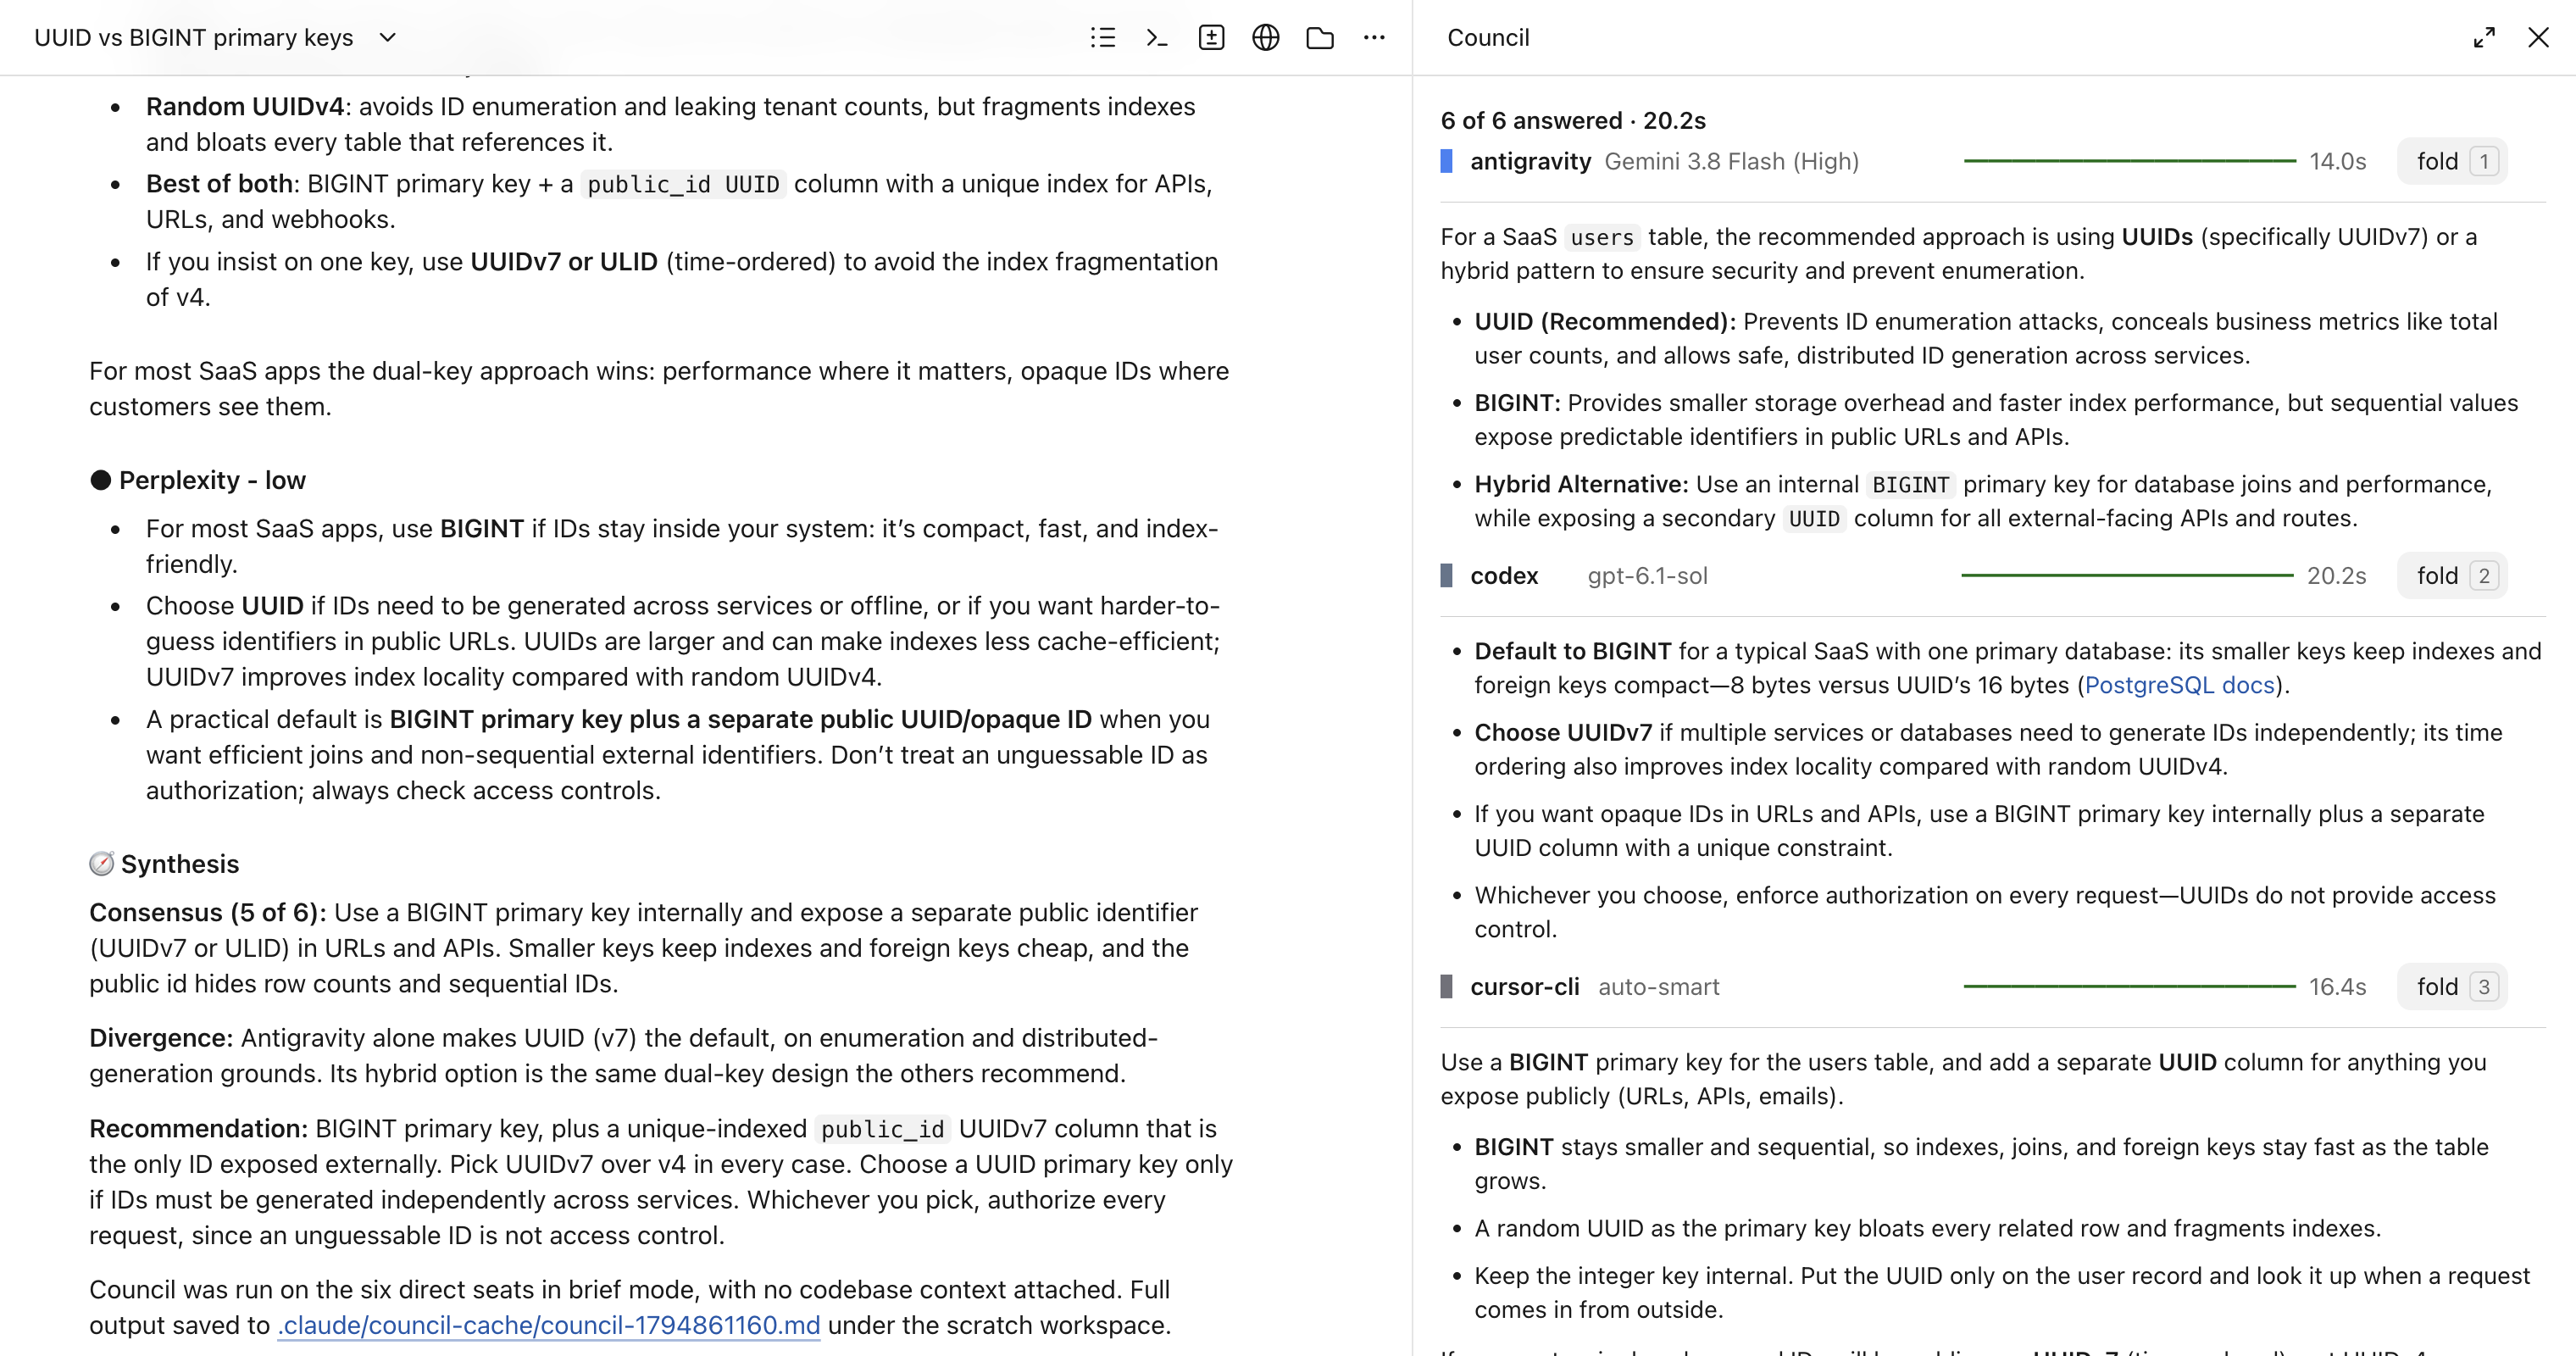 UUID vs BIGINT primary keys
Random UUIDv4: avoids ID enumeration and leaking tenant counts, but fragments indexes
and bloats every table that references it.
Best of both: BIGINT primary key + a public_id UUID column with a unique index for APIs,
URLs, and webhooks.
If you insist on one key, use UUIDv7 or ULID (time-ordered) to avoid the index fragmentation
of v4.
For most SaaS apps the dual-key approach wins: performance where it matters, opaque IDs where
customers see them.
Perplexity - low
For most SaaS apps, use BIGINT if IDs stay inside your system: it’s compact, fast, and index-
friendly.
Choose UUID if IDs need to be generated across services or offline, or if you want harder-to-
guess identifiers in public URLs. UUIDs are larger and can make indexes less cache-efficient;
UUIDv7 improves index locality compared with random UUIDv4.
A practical default is BIGINT primary key plus a separate public UUID/opaque ID when you
want efficient joins and non-sequential external identifiers. Don’t treat an unguessable ID as
authorization; always check access controls.
Synthesis
Consensus (5 of 6): Use a BIGINT primary key internally and expose a separate public identifier
(UUIDv7 or ULID) in URLs and APIs. Smaller keys keep indexes and foreign keys cheap, and the
public id hides row counts and sequential IDs.
Divergence: Antigravity alone makes UUID (v7) the default, on enumeration and distributed-
generation grounds. Its hybrid option is the same dual-key design the others recommend.
Recommendation: BIGINT primary key, plus a unique-indexed public_id UUIDv7 column that is
the only ID exposed externally. Pick UUIDv7 over v4 in every case. Choose a UUID primary key only
if IDs must be generated independently across services. Whichever you pick, authorize every
request, since an unguessable ID is not access control.
Council was run on the six direct seats in brief mode, with no codebase context attached. Full
output saved to .claude/council-cache/council-1794861160.md under the scratch workspace.
Council
6 of 6 answered · 20.2s
antigravity Gemini 3.8 Flash (High) 14.0s fold 1
For a SaaS users table, the recommended approach is using UUIDs (specifically UUIDv7) or a
hybrid pattern to ensure security and prevent enumeration.
UUID (Recommended): Prevents ID enumeration attacks, conceals business metrics like total
user counts, and allows safe, distributed ID generation across services.
BIGINT: Provides smaller storage overhead and faster index performance, but sequential values
expose predictable identifiers in public URLs and APIs.
Hybrid Alternative: Use an internal BIGINT primary key for database joins and performance,
while exposing a secondary UUID column for all external-facing APIs and routes.
codex gpt-6.1-sol 20.2s fold 2
Default to BIGINT for a typical SaaS with one primary database: its smaller keys keep indexes and
foreign keys compact—8 bytes versus UUID’s 16 bytes (PostgreSQL docs).
Choose UUIDv7 if multiple services or databases need to generate IDs independently; its time
ordering also improves index locality compared with random UUIDv4.
If you want opaque IDs in URLs and APIs, use a BIGINT primary key internally plus a separate
UUID column with a unique constraint.
Whichever you choose, enforce authorization on every request—UUIDs do not provide access
control.
cursor-cli auto-smart 16.4s fold 3
Use a BIGINT primary key for the users table, and add a separate UUID column for anything you
expose publicly (URLs, APIs, emails).
BIGINT stays smaller and sequential, so indexes, joins, and foreign keys stay fast as the table
grows.
A random UUID as the primary key bloats every related row and fragments indexes.
Keep the integer key internal. Put the UUID only on the user record and look it up when a request
comes in from outside.